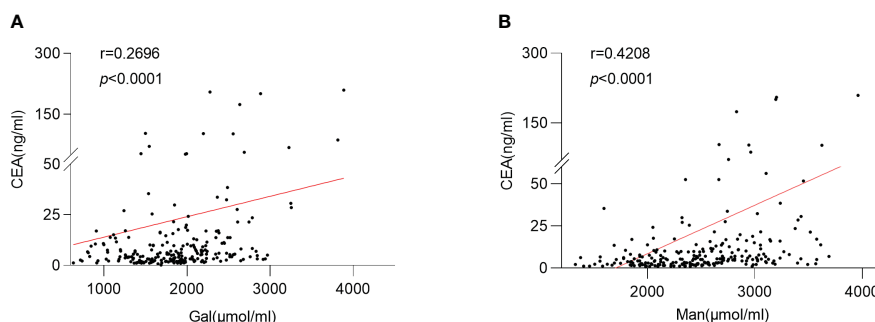 A
r=0.2696
p<0.0001
300
150
50
25
0
CEA(ng/ml)
1000
2000
3000
4000
Gal(μmol/ml)
B
r=0.4208
p<0.0001
300
150
50
25
0
CEA(ng/ml)
2000
3000
4000
Man(μmol/ml)